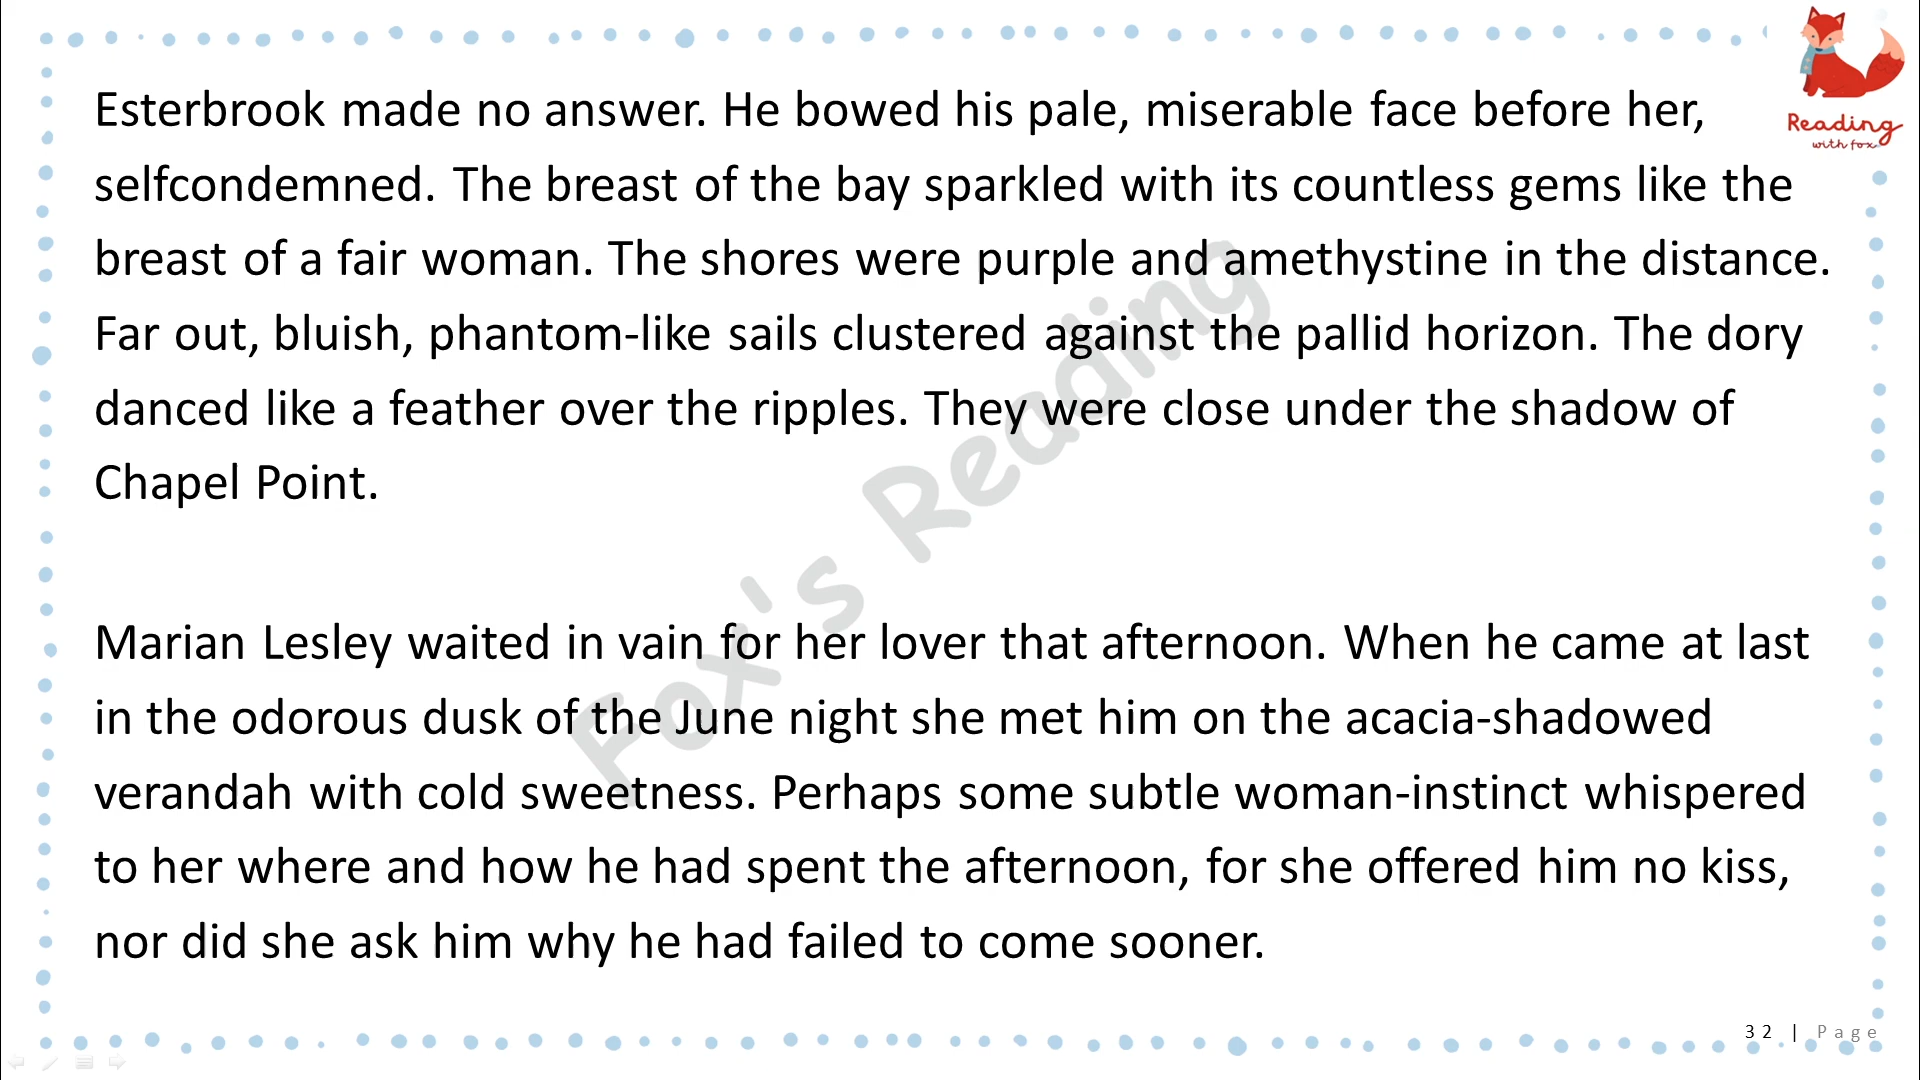 Reading
with fox
Esterbrook made no answer. He bowed his pale, miserable face before her,
selfcondemned. The breast of the bay sparkled with its countless gems like the
breast of a fair woman. The shores were purple and amethystine in the distance.
Far out, bluish, phantom-like sails clustered against the pallid horizon. The dory
danced like a feather over the ripples. They were close under the shadow of
Chapel Point.
Fox's Reading
Marian Lesley waited in vain for her lover that afternoon. When he came at last
in the odorous dusk of the June night she met him on the acacia-shadowed
verandah with cold sweetness. Perhaps some subtle woman-instinct whispered
to her where and how he had spent the afternoon, for she offered him no kiss,
nor did she ask him why he had failed to come sooner.
32 | Page